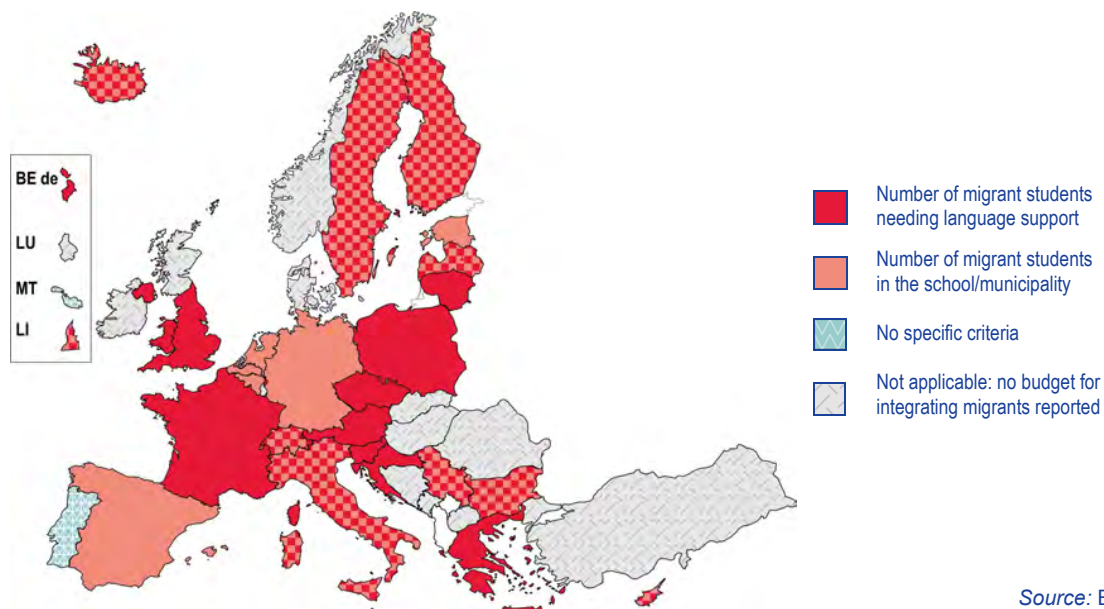 BE de
LU
MT
LI
Number of migrant students
needing language support
Number of migrant students
in the school/municipality
No specific criteria
Not applicable: no budget for
integrating migrants reported
Source: E